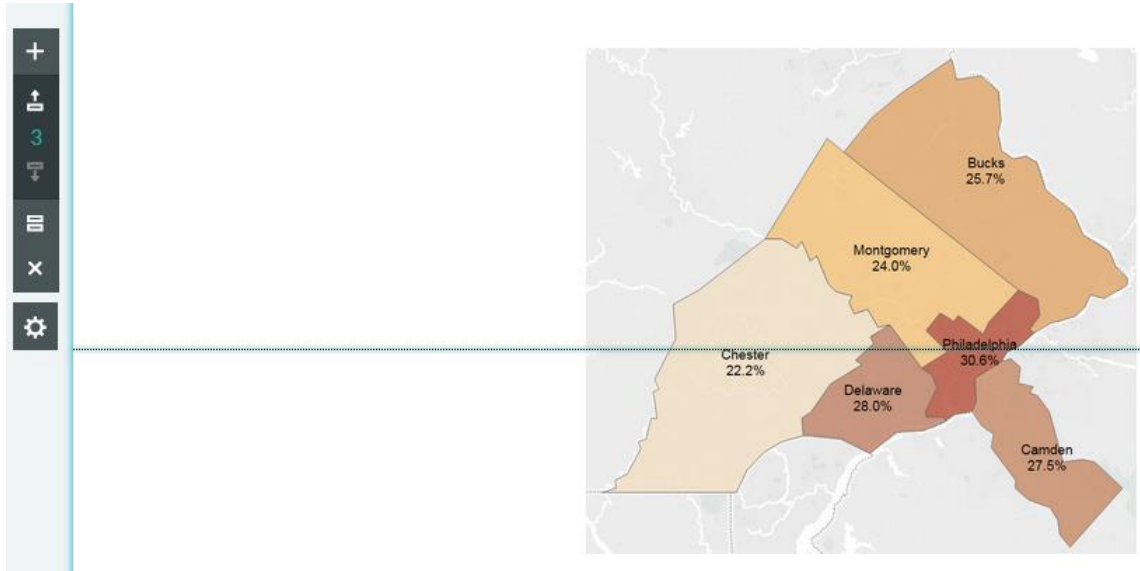 3
Bucks
25.7%
Montgomery
24.0%
Philadelphia
30.6%
Chester
22.2%
Delaware
28.0%
Camden
27.5%